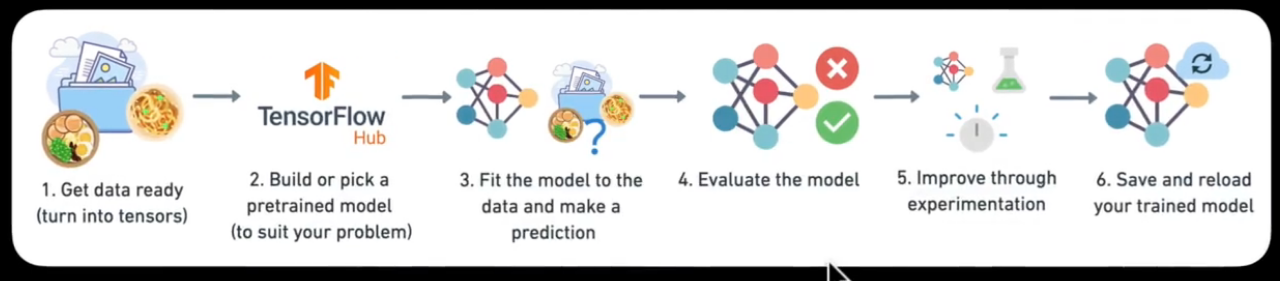 TensorFlow
Hub
1. Get data ready
(turn into tensors)
2. Build or pick a
pretrained model
(to suit your problem)
3. Fit the model to the
data and make a
prediction
4. Evaluate the model
5. Improve through
experimentation
6. Save and reload
your trained model